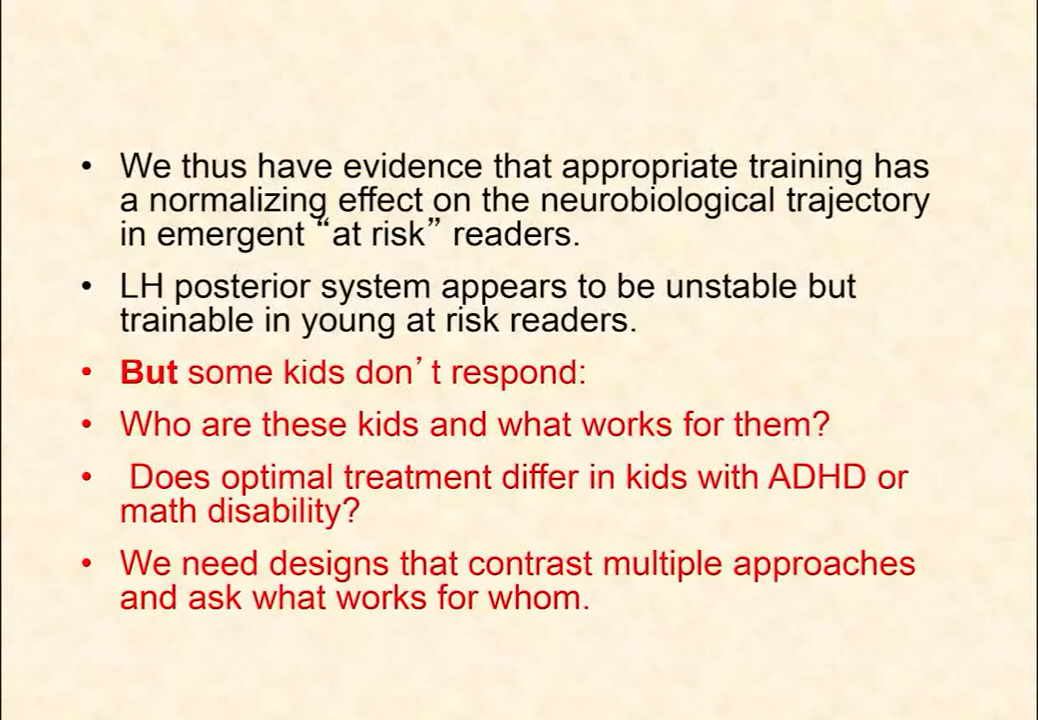 • We thus have evidence that appropriate training has
a normalizing effect on the neurobiological trajectory
in emergent “at risk” readers.
• LH posterior system appears to be unstable but
trainable in young at risk readers.
• But some kids don’t respond:
• Who are these kids and what works for them?
• Does optimal treatment differ in kids with ADHD or
math disability?
• We need designs that contrast multiple approaches
and ask what works for whom.